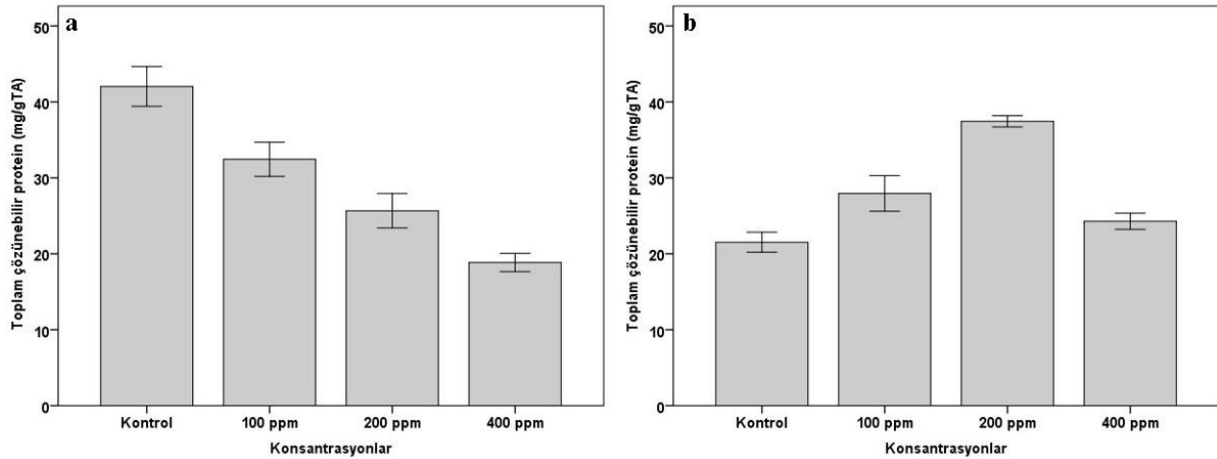 a
Toplam çözünebilir protein (mg/gTA)
50
40
30
20
10
0
Kontrol
100 ppm
200 ppm
400 ppm
Konsantrasyonlar
b
Toplam çözünebilir protein (mg/gTA)
50
40
30
20
10
0
Kontrol
100 ppm
200 ppm
400 ppm
Konsantrasyonlar